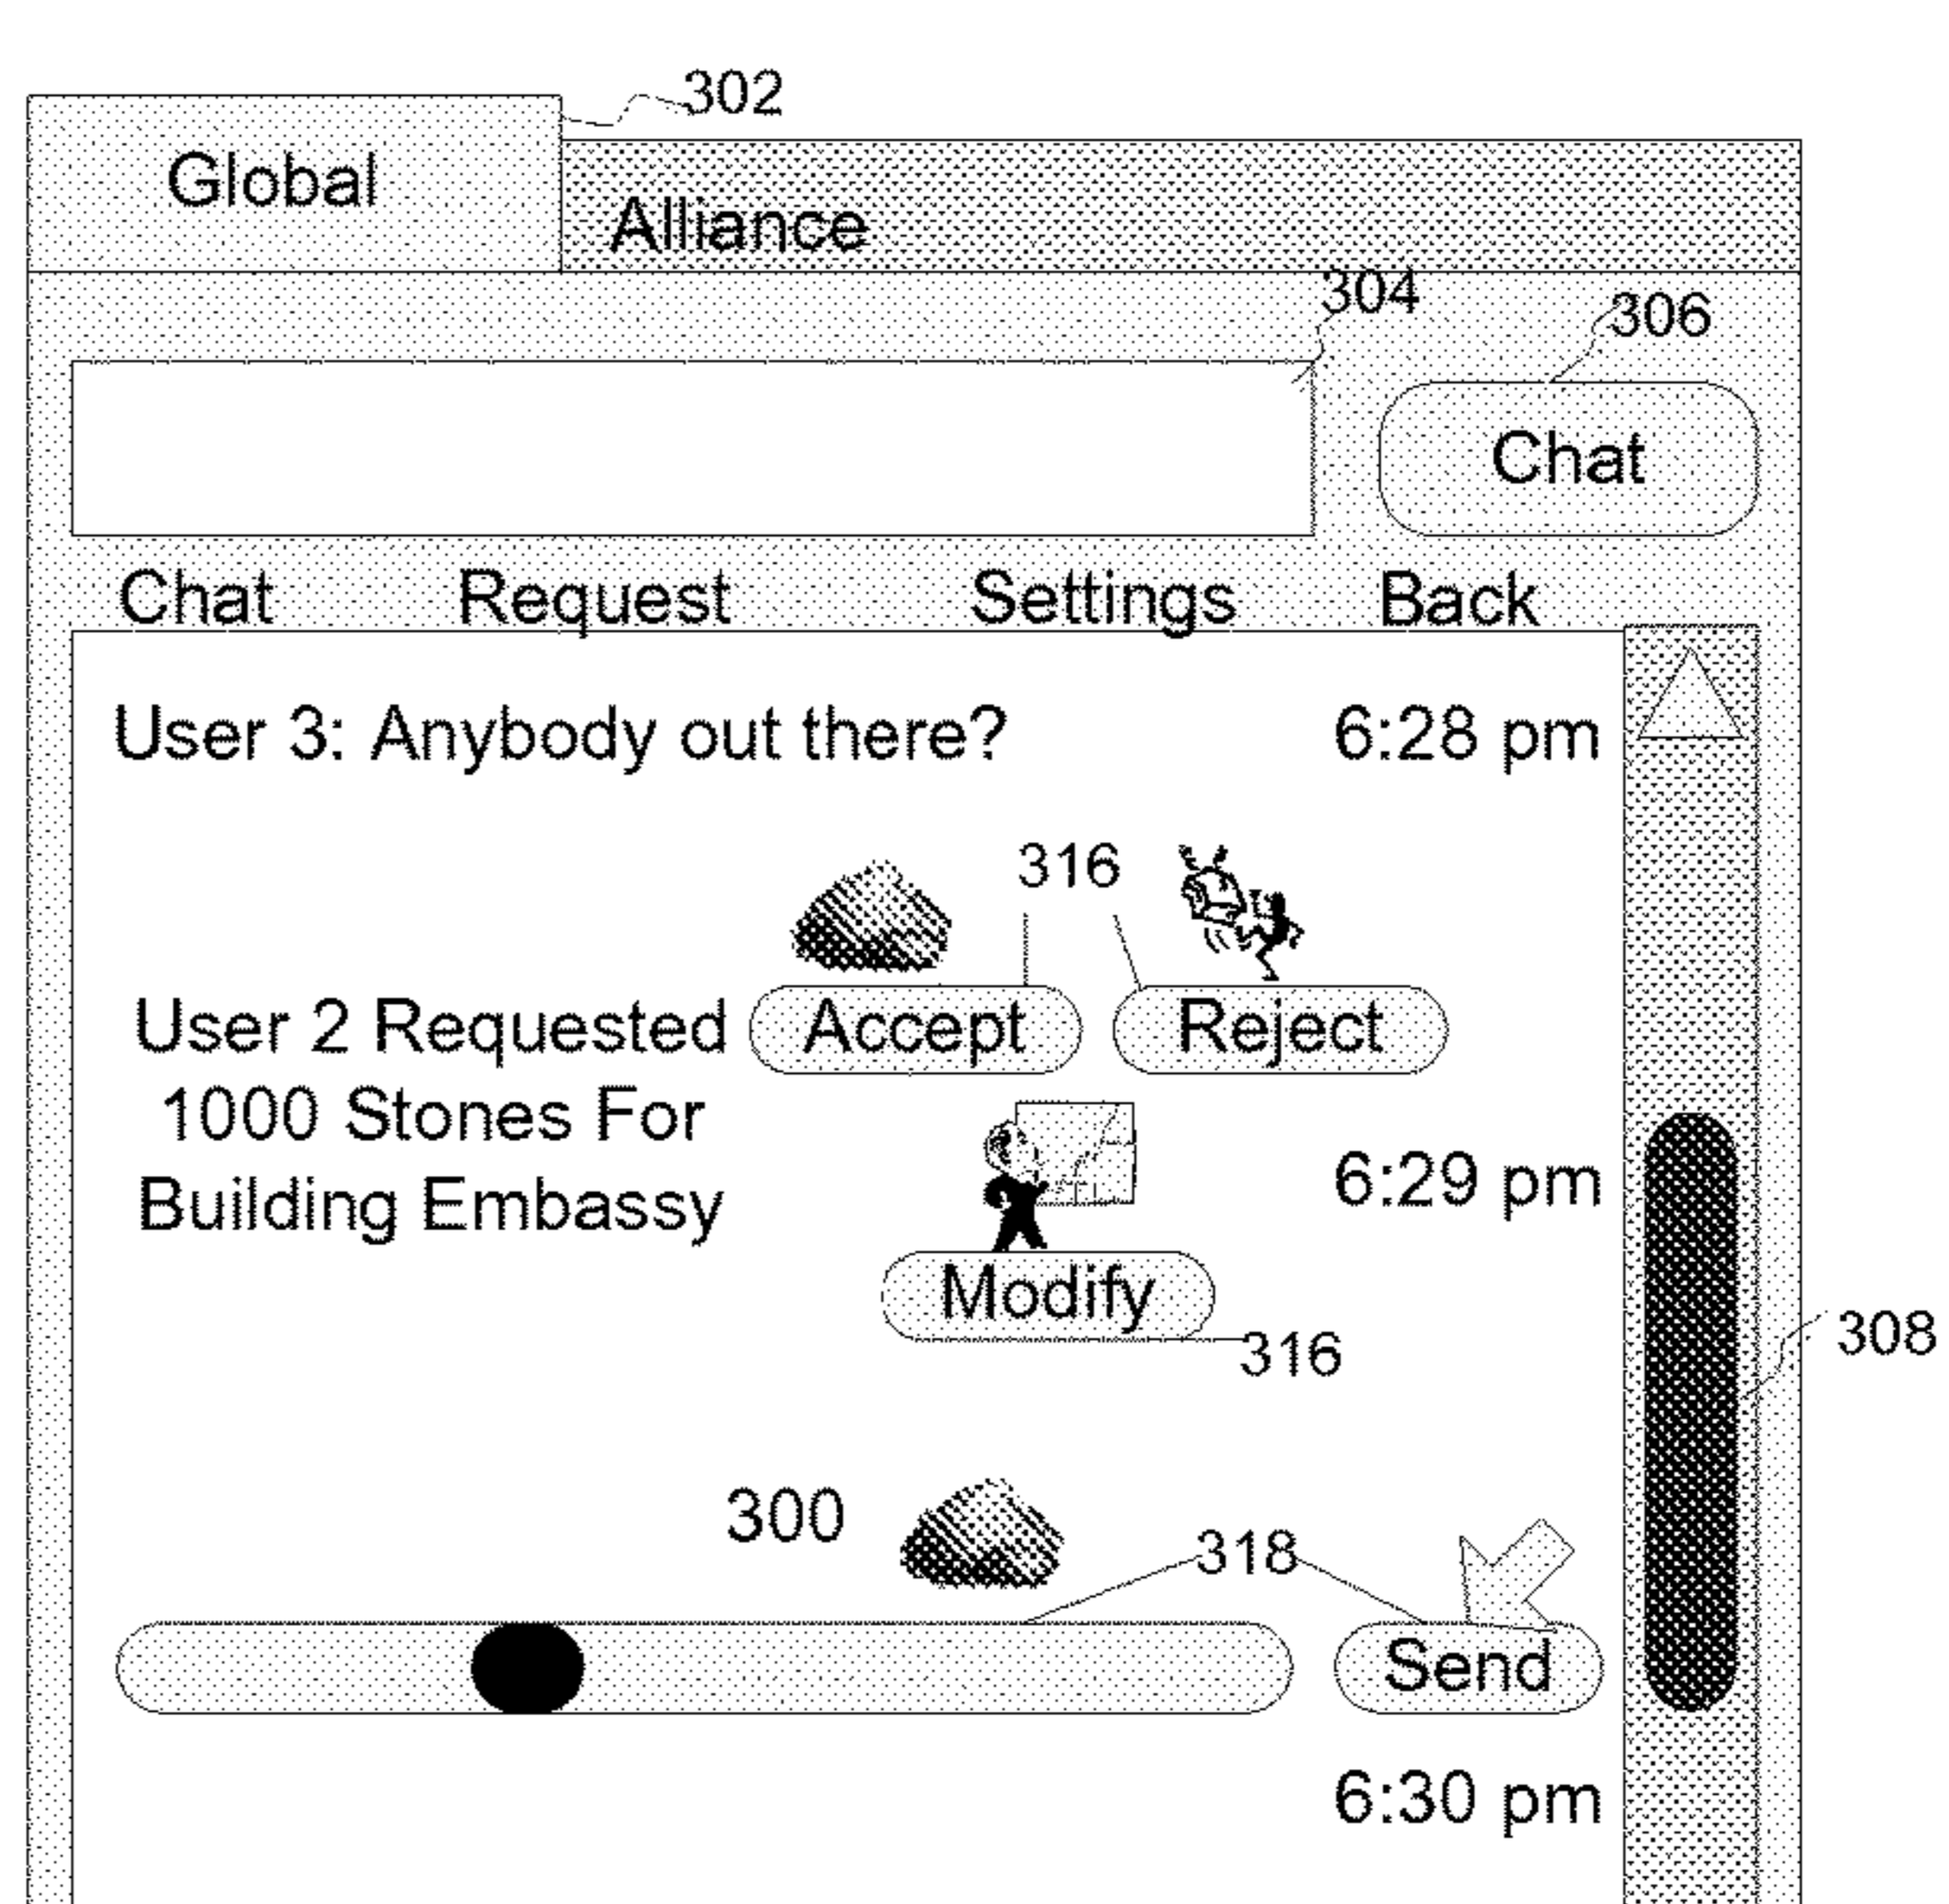 302
Global
Alliance
304
306
Chat
Chat Request Settings Back
User 3: Anybody out there? 6:28 pm
316
User 2 Requested Accept Reject
1000 Stones For
Building Embassy 6:29 pm
Modify
316
308
300
318
Send
6:30 pm